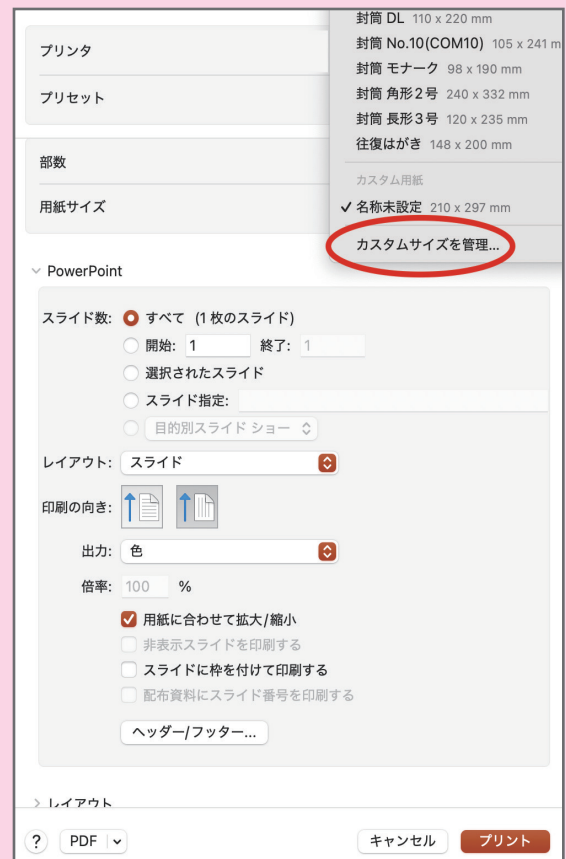 封筒 DL 110 x 220 mm
封筒 No.10(COM10) 105 x 241 m
封筒 モナーク 98 x 190 mm
封筒 角形2号 240 x 332 mm
封筒 長形3号 120 x 235 mm
往復はがき 148 x 200 mm
カスタム用紙
✓ 名称未設定 210 x 297 mm
カスタムサイズを管理...
プリンタ
プリセット
部数
用紙サイズ
PowerPoint
スライド数: すべて (1 枚のスライド)
開始: 1 終了: 1
選択されたスライド
スライド指定:
目的別スライド ショー
レイアウト: スライド
印刷の向き:
出力: 色
倍率: 100 %
用紙に合わせて拡大/縮小
非表示スライドを印刷する
スライドに枠を付けて印刷する
配布資料にスライド番号を印刷する
ヘッダー/フッター...
レイアウト
? PDF キャンセル プリント